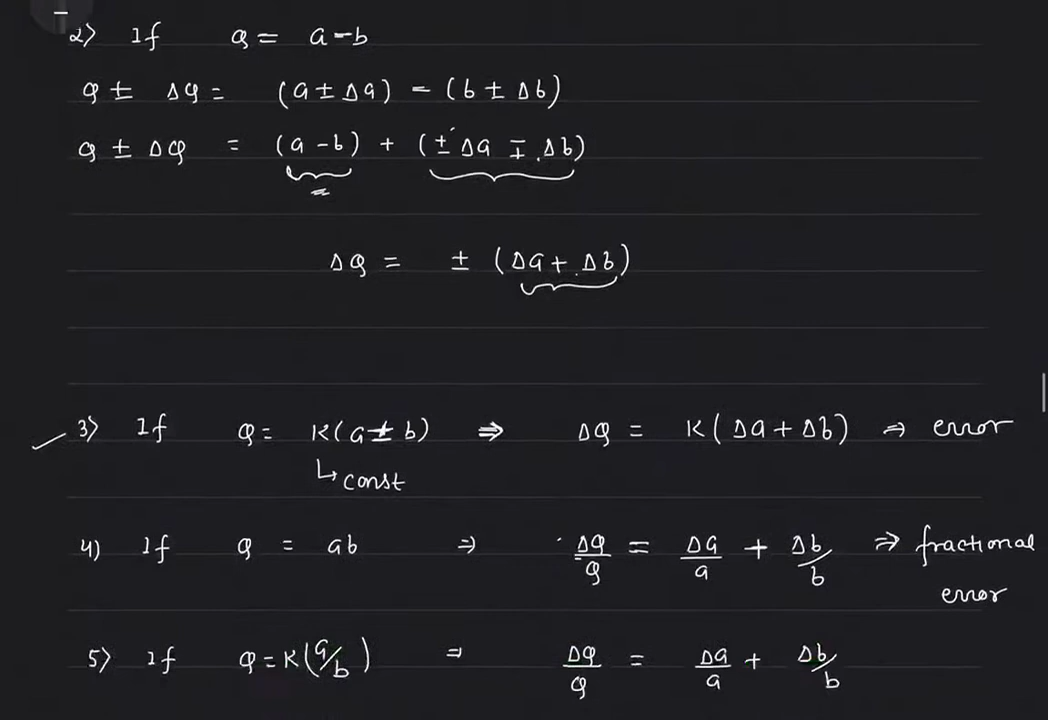 2) If Q = a - b
Q ± ΔQ = (a ± Δa) - (b ± Δb)
Q ± ΔQ = (a - b) + (± Δa ∓ Δb)
ΔQ = ± (Δa + Δb)
3) If Q = K(a ± b) ⇒ ΔQ = K(Δa + Δb) ⇒ error
↳ const
4) If Q = ab ⇒ ΔQ/Q = Δa/a + Δb/b ⇒ fractional
error
5) If Q = K(a/b) ⇒ ΔQ/Q = Δa/a + Δb/b